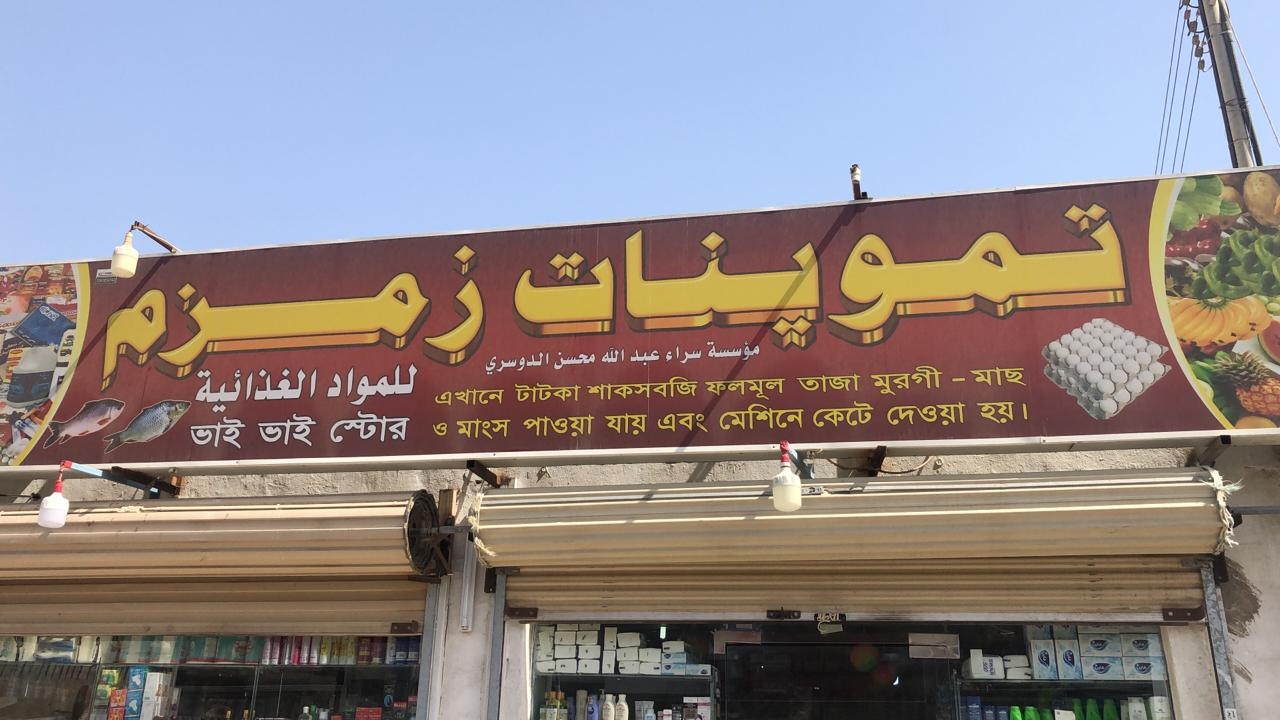 تموينات زمزم
مؤسسة سراء عبد الله محسن الدوسري
للمواد الغذائية
ভাই ভাই স্টোর
এখানে টাটকা শাকসবজি ফলমূল তাজা মুরগী - মাছ
ও মাংস পাওয়া যায় এবং মেশিনে কেটে দেওয়া হয়।